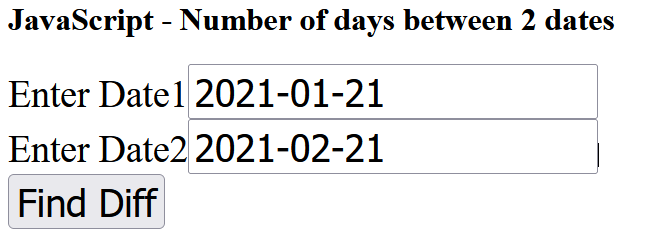 JavaScript - Number of days between 2 dates
Enter Date1 2021-01-21
Enter Date2 2021-02-21
Find Diff